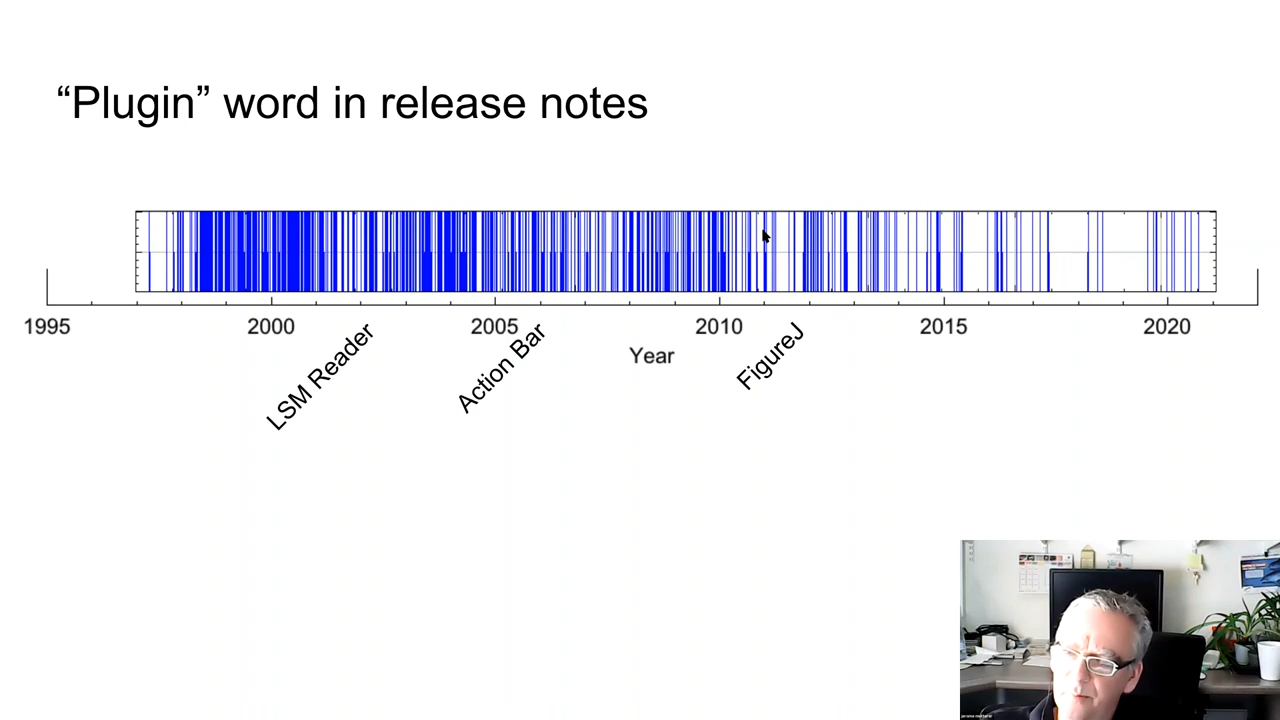 “Plugin” word in release notes
1995 2000 2005 2010 2015 2020
Year
LSM Reader
Action Bar
FigureJ